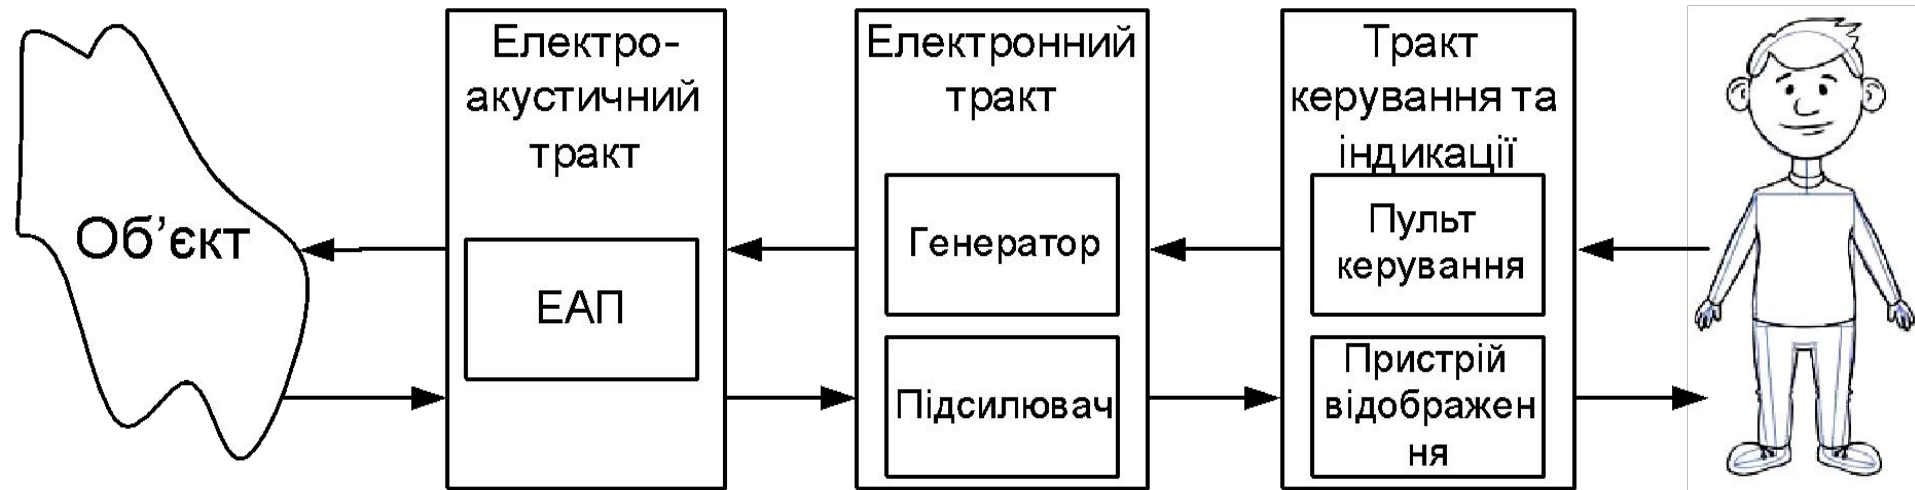 Об’єкт
Електро-
акустичний
тракт
ЕАП
Електронний
тракт
Генератор
Підсилювач
Тракт
керування та
індикації
Пульт
керування
Пристрій
відображен
ня